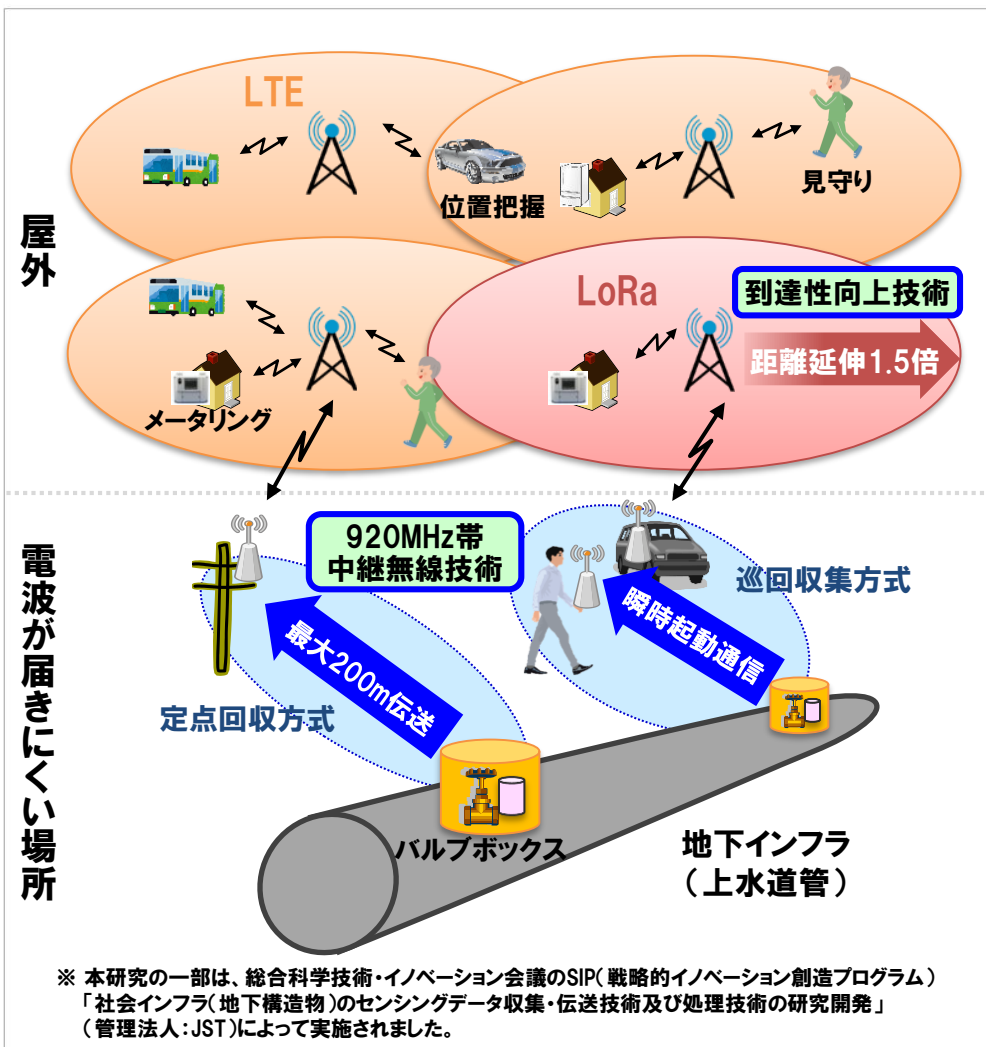 屋外
LTE
位置把握
見守り
LoRa
到達性向上技術
距離延伸1.5倍
メータリング
電波が届きにくい場所
920MHz帯
中継無線技術
巡回収集方式
瞬時起動通信
最大200m伝送
定点回収方式
バルブボックス
地下インフラ
(上水道管)
※ 本研究の一部は、総合科学技術・イノベーション会議のSIP(戦略的イノベーション創造プログラム)
「社会インフラ(地下構造物)のセンシングデータ収集・伝送技術及び処理技術の研究開発」
(管理法人:JST)によって実施されました。